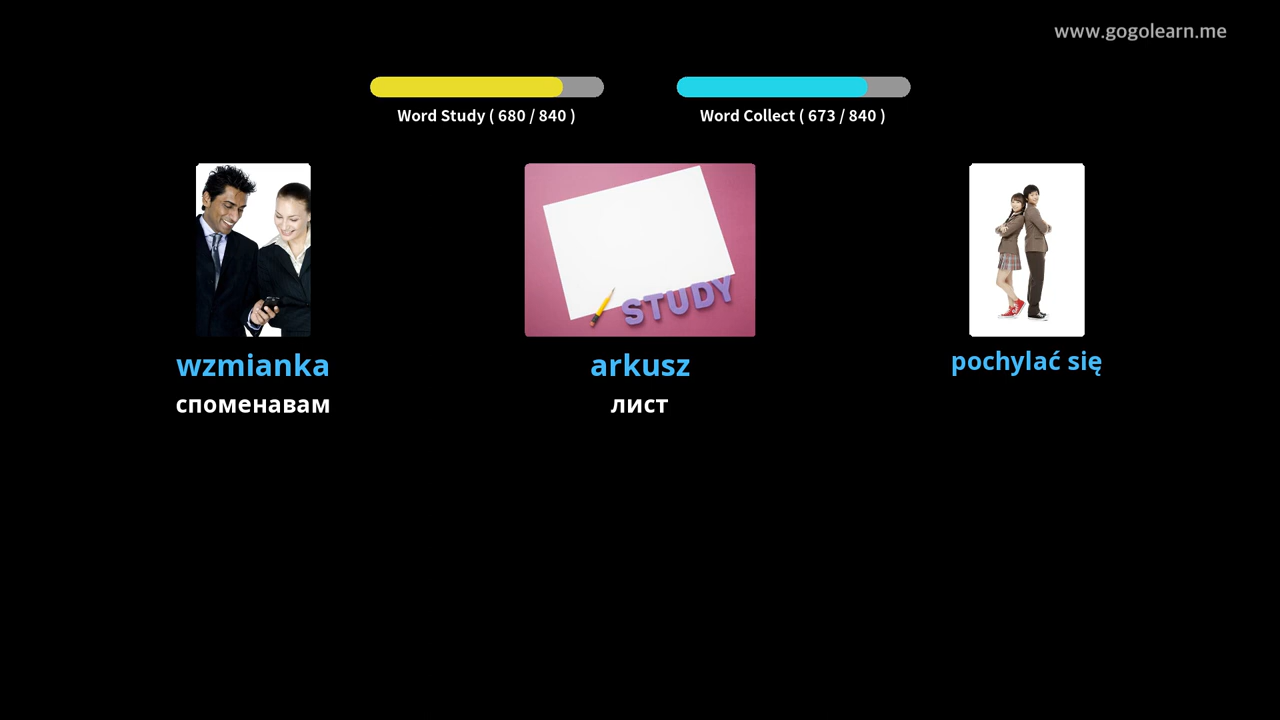 www.gogolearn.me
Word Study ( 680 / 840 )
Word Collect ( 673 / 840 )
STUDY
wzmianka
arkusz
pochylać się
споменавам
лист